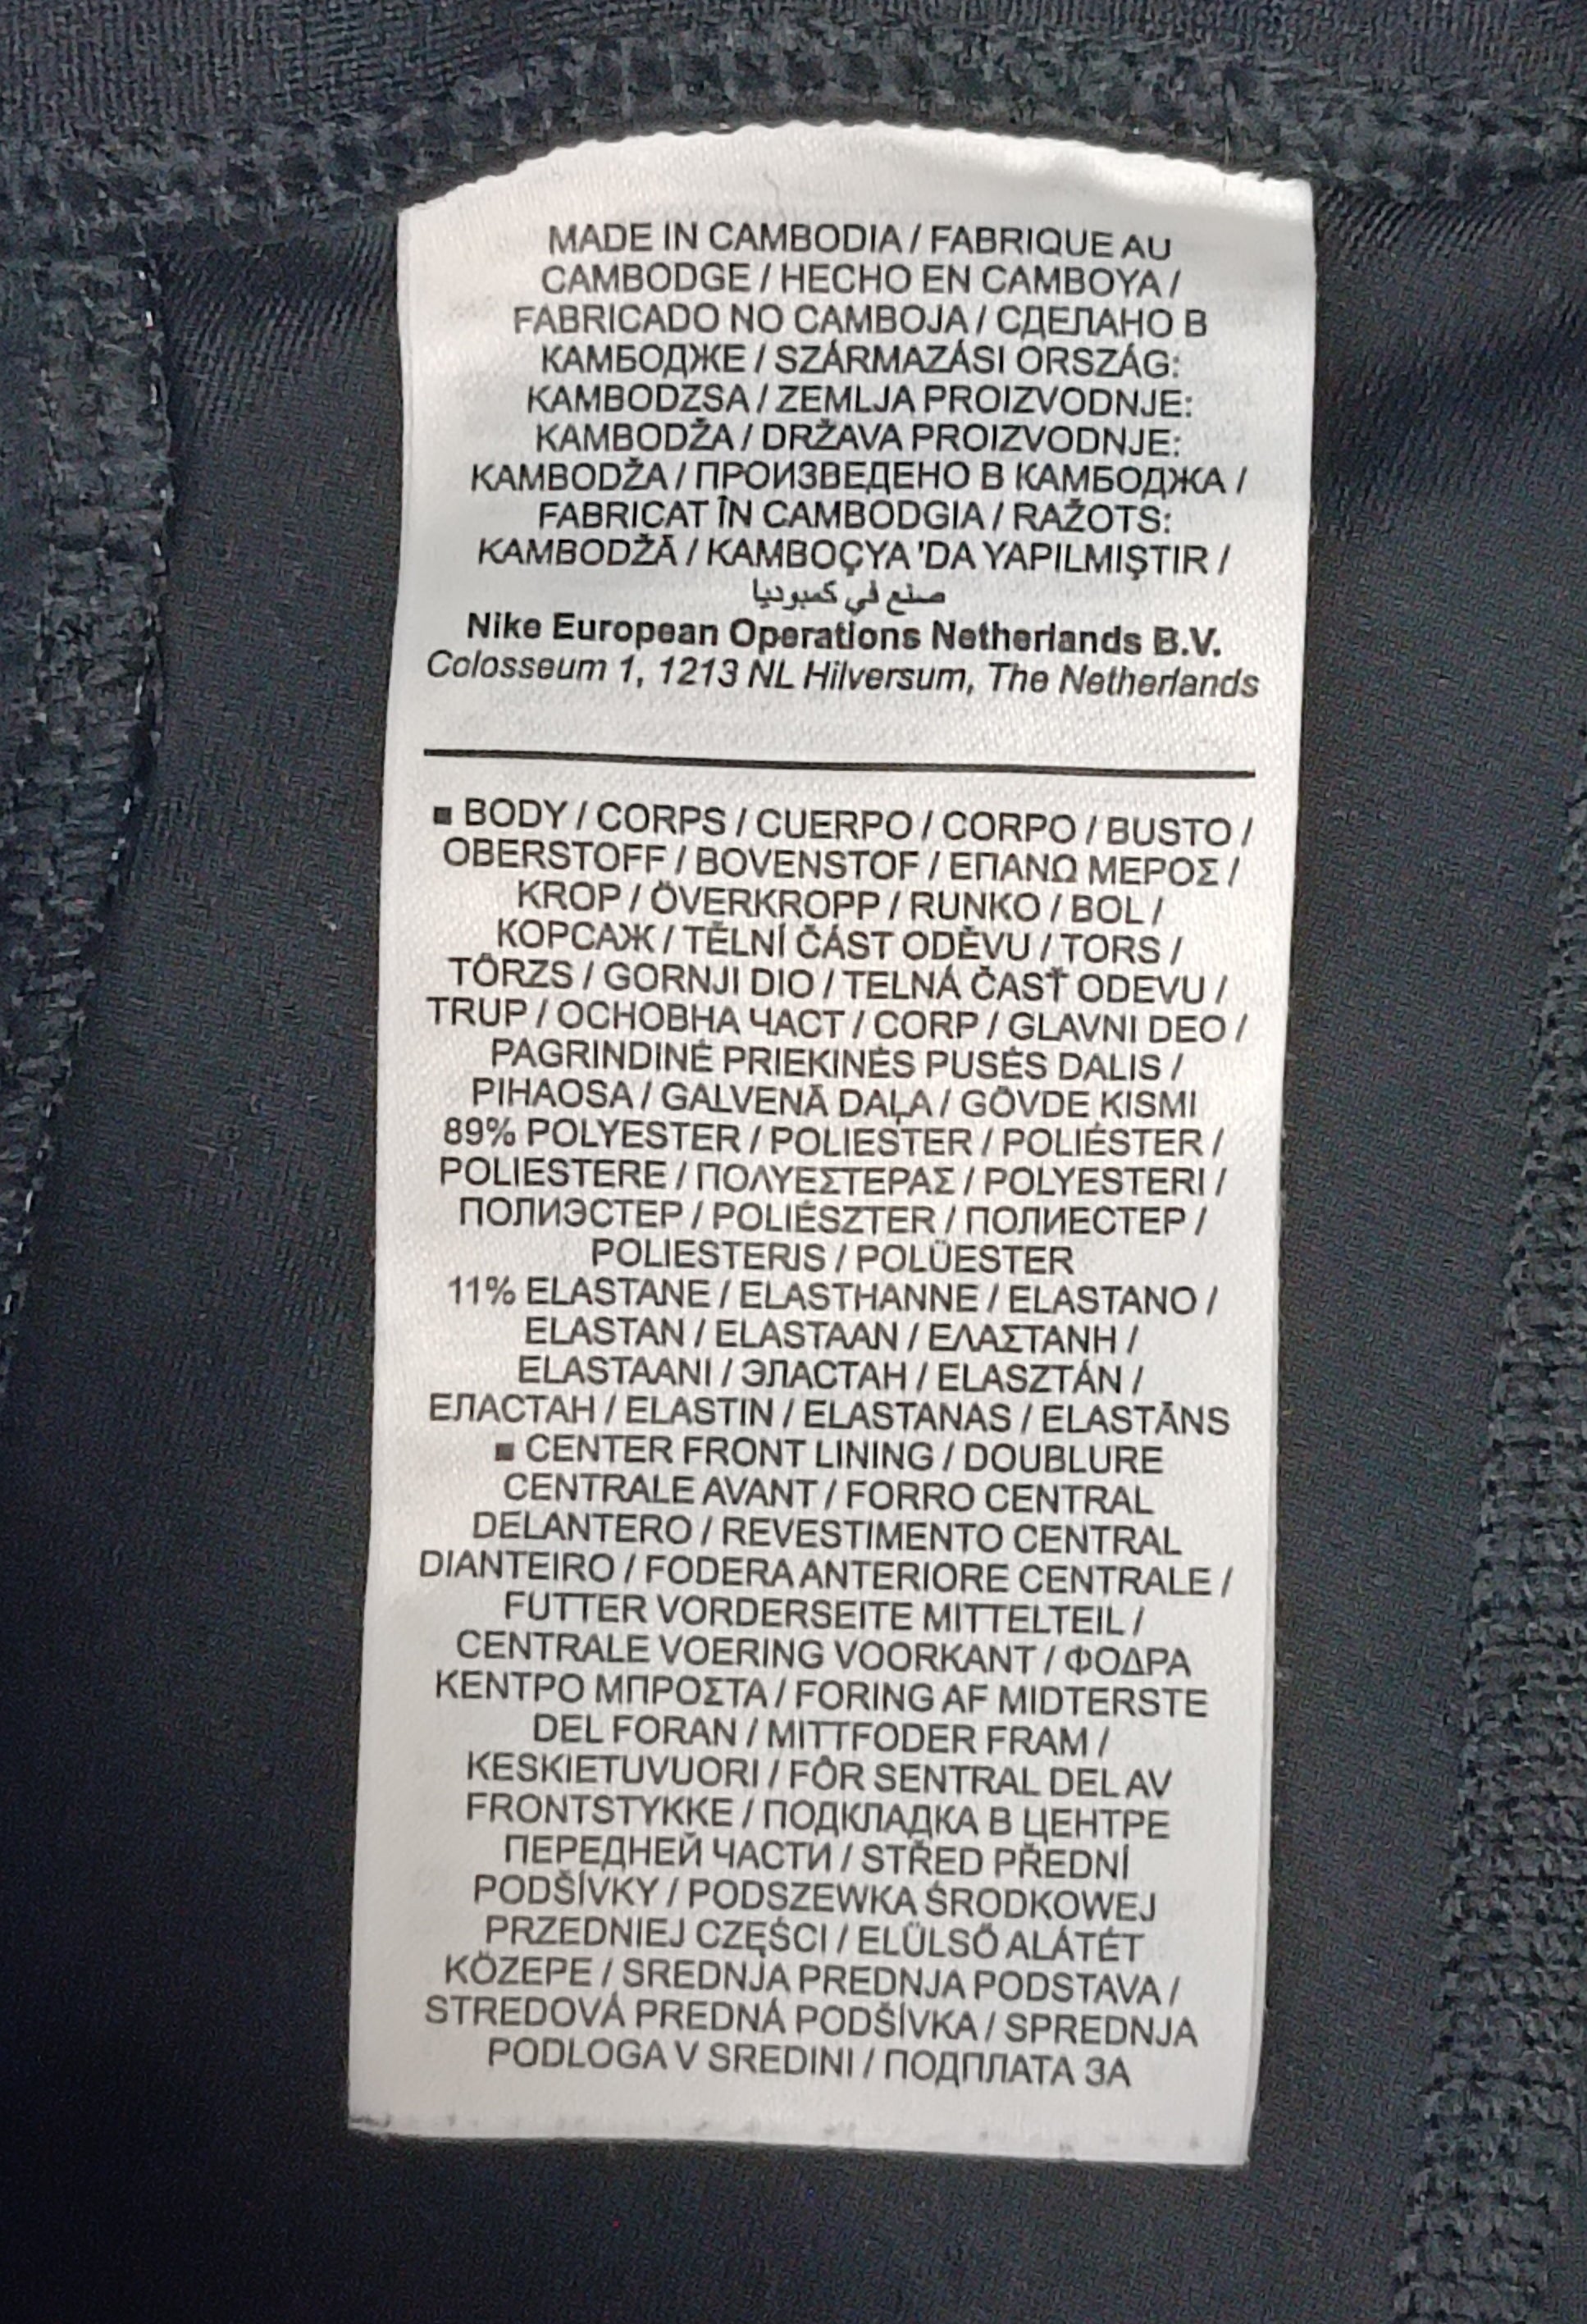 MADE IN CAMBODIA / FABRIQUE AU
CAMBODGE / HECHO EN CAMBOYA /
FABRICADO NO CAMBOJA / СДЕЛАНО В
КАМБОДЖЕ / SZÁRMAZÁSI ORSZÁG:
KAMBODZSA / ZEMLJA PROIZVODNJE:
KAMBODŽA / DRŽAVA PROIZVODNJE:
KAMBODŽA / ПРОИЗВЕДЕНО В КАМБОДЖА /
FABRICAT ÎN CAMBODGIA / RAŽOTS:
KAMBODŽĀ / KAMBOÇYA 'DA YAPILMIŞTIR /
صنع في كمبوديا
Nike European Operations Netherlands B.V.
Colosseum 1, 1213 NL Hilversum, The Netherlands
■ BODY / CORPS / CUERPO / CORPO / BUSTO /
OBERSTOFF / BOVENSTOF / ΕΠΑΝΩ ΜΕΡΟΣ /
KROP / ÖVERKROPP / RUNKO / BOL /
КОРСАЖ / TĚLNÍ ČÁST ODĚVU / TORS /
TÖRZS / GORNJI DIO / TELNÁ ČASŤ ODEVU /
TRUP / ОСНОВНА ЧАСТ / CORP / GLAVNI DEO /
PAGRINDINĖ PRIEKINĖS PUSĖS DALIS /
PIHAOSA / GALVENĀ DAĻA / GÖVDE KISMI
89% POLYESTER / POLIESTER / POLIÉSTER /
POLIESTERE / ΠΟΛΥΕΣΤΕΡΑΣ / POLYESTERI /
ПОЛИЭСТЕР / POLIÉSZTER / ПОЛИЕСТЕР /
POLIESTERIS / POLÜESTER
11% ELASTANE / ELASTHANNE / ELASTANO /
ELASTAN / ELASTAAN / ΕΛΑΣΤΑΝΗ /
ELASTAANI / ЭЛАСТАН / ELASZTÁN /
ЕЛАСТАН / ELASTIN / ELASTANAS / ELASTĀNS
■ CENTER FRONT LINING / DOUBLURE
CENTRALE AVANT / FORRO CENTRAL
DELANTERO / REVESTIMENTO CENTRAL
DIANTEIRO / FODERA ANTERIORE CENTRALE /
FUTTER VORDERSEITE MITTELTEIL /
CENTRALE VOERING VOORKANT / ΦΟΔΡΑ
ΚΕΝΤΡΟ ΜΠΡΟΣΤΑ / FORING AF MIDTERSTE
DEL FORAN / MITTFODER FRAM /
KESKIETUVUORI / FÔR SENTRAL DEL AV
FRONTSTYKKE / ПОДКЛАДКА В ЦЕНТРЕ
ПЕРЕДНЕЙ ЧАСТИ / STŘED PŘEDNÍ
PODŠÍVKY / PODSZEWKA ŚRODKOWEJ
PRZEDNIEJ CZĘŚCI / ELÜLSŐ ALÁTÉT
KÖZEPE / SREDNJA PREDNJA PODSTAVA /
STREDOVÁ PREDNÁ PODŠÍVKA / SPREDNJA
PODLOGA V SREDINI / ПОДПЛАТА ЗА